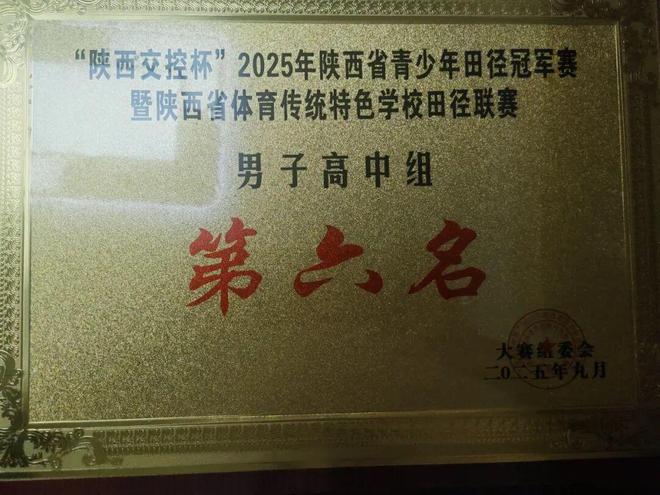 “陕西交控杯”2025年陕西省青少年田径冠军赛
暨陕西省体育传统特色学校田径联赛
男子高中组
第六名
大赛组委会
二〇二五年九月